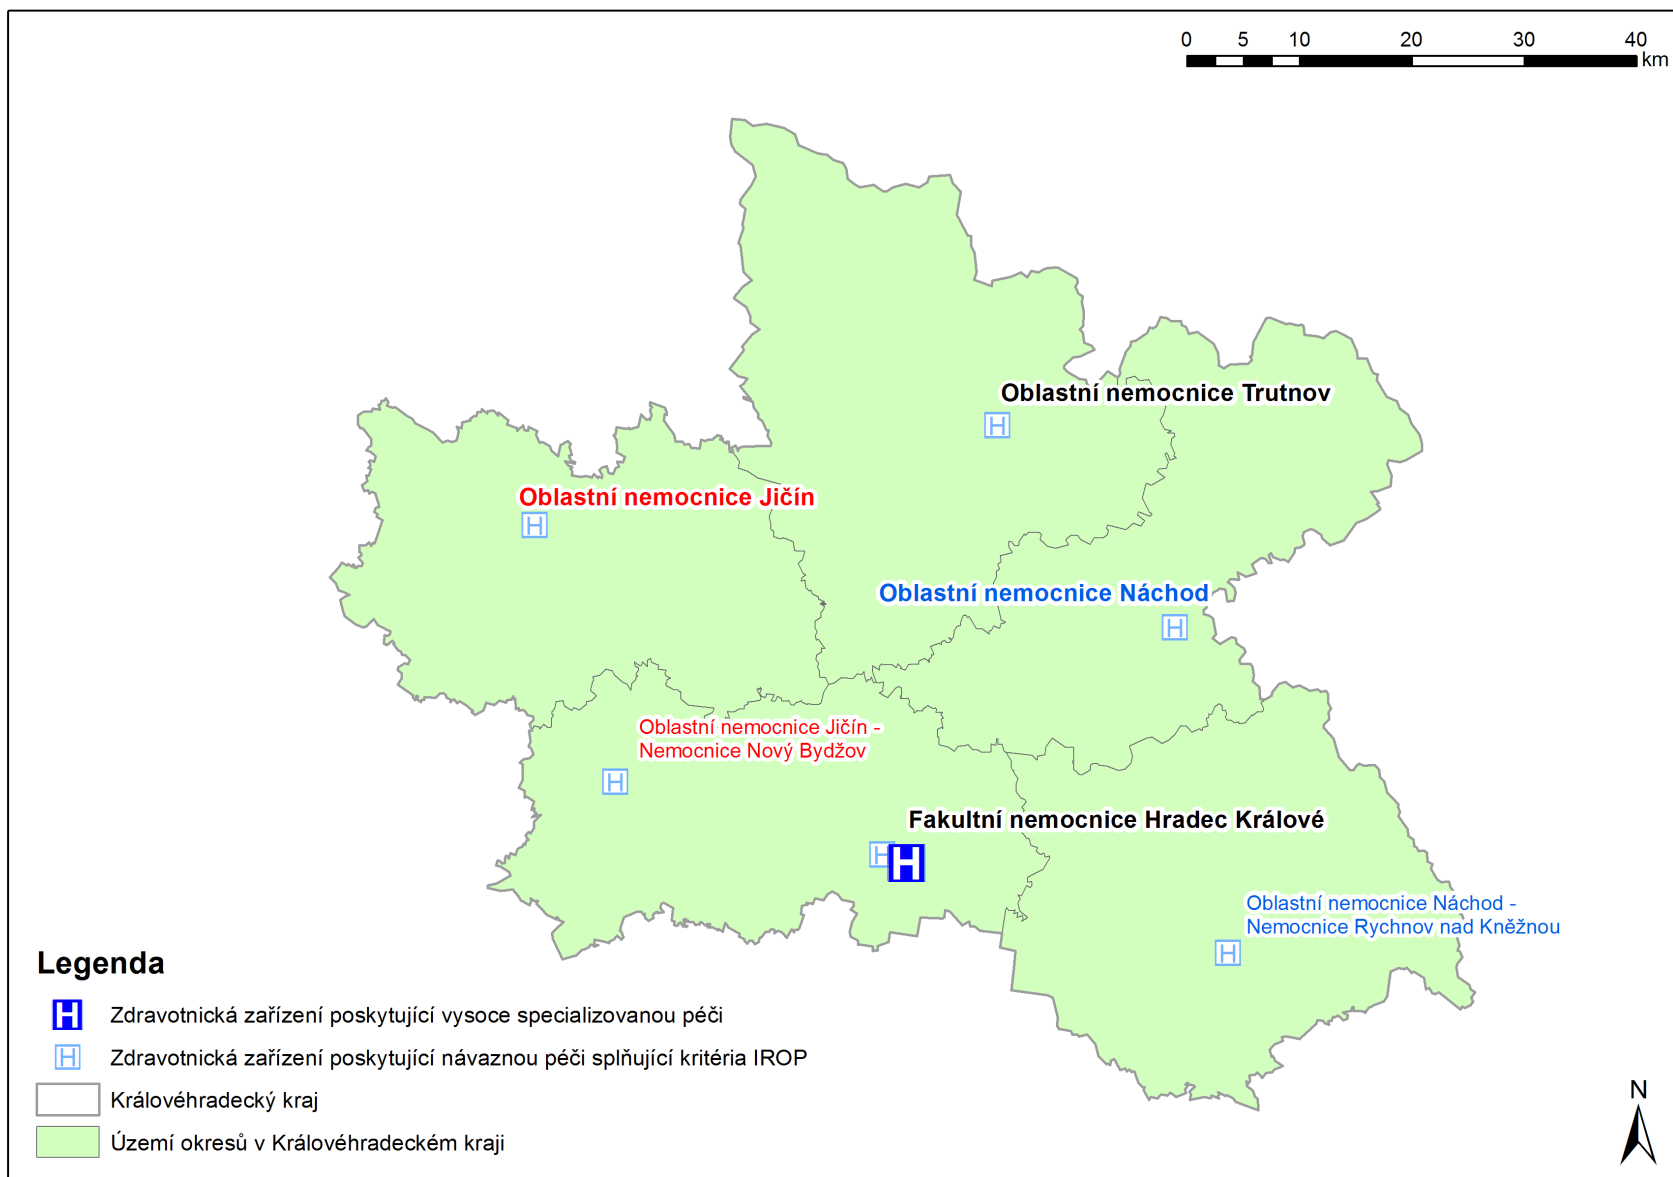 0 5 10 20 30 40
km
Oblastní nemocnice Trutnov
H
Oblastní nemocnice Jičín
H
Oblastní nemocnice Náchod
H
Oblastní nemocnice Jičín -
Nemocnice Nový Bydžov
H
Fakultní nemocnice Hradec Králové
H H
Oblastní nemocnice Náchod -
Nemocnice Rychnov nad Kněžnou
H
Legenda
H Zdravotnická zařízení poskytující vysoce specializovanou péči
H Zdravotnická zařízení poskytující návaznou péči splňující kritéria IROP
Královéhradecký kraj
Území okresů v Královéhradeckém kraji
N